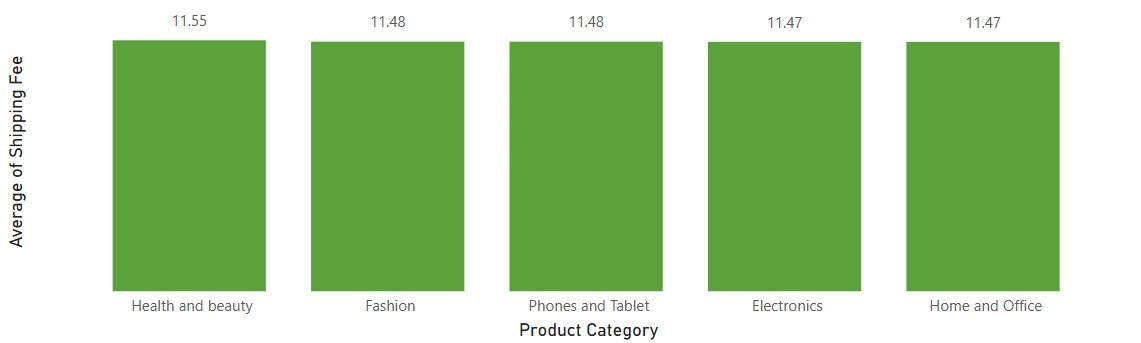 11.55 11.48 11.48 11.47 11.47
Average of Shipping Fee
Health and beauty Fashion Phones and Tablet Electronics Home and Office
Product Category